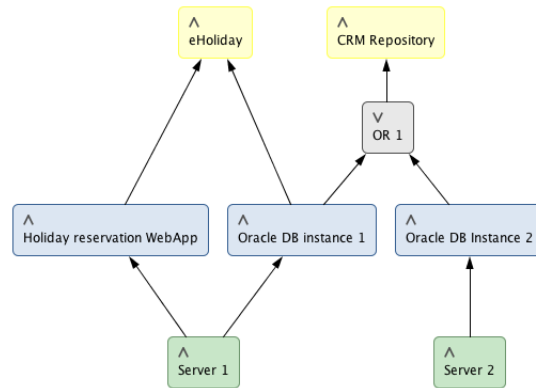 ∧
eHoliday
∧
CRM Repository
∨
OR 1
∧
Holiday reservation WebApp
∧
Oracle DB instance 1
∧
Oracle DB Instance 2
∧
Server 1
∧
Server 2